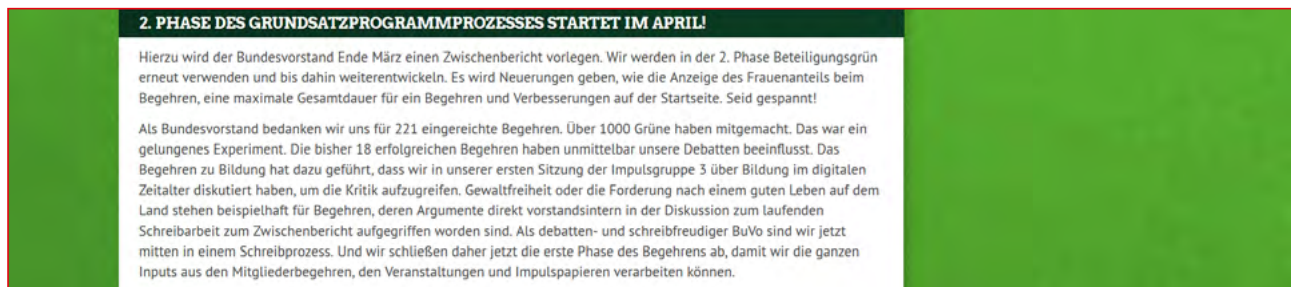 2. PHASE DES GRUNDSATZPROGRAMMPROZESSES STARTET IM APRIL!
Hierzu wird der Bundesvorstand Ende März einen Zwischenbericht vorlegen. Wir werden in der 2. Phase Beteiligungsgrün
erneut verwenden und bis dahin weiterentwickeln. Es wird Neuerungen geben, wie die Anzeige des Frauenanteils beim
Begehren, eine maximale Gesamtdauer für ein Begehren und Verbesserungen auf der Startseite. Seid gespannt!
Als Bundesvorstand bedanken wir uns für 221 eingereichte Begehren. Über 1000 Grüne haben mitgemacht. Das war ein
gelungenes Experiment. Die bisher 18 erfolgreichen Begehren haben unmittelbar unsere Debatten beeinflusst. Das
Begehren zu Bildung hat dazu geführt, dass wir in unserer ersten Sitzung der Impulsgruppe 3 über Bildung im digitalen
Zeitalter diskutiert haben, um die Kritik aufzugreifen. Gewaltfreiheit oder die Forderung nach einem guten Leben auf dem
Land stehen beispielhaft für Begehren, deren Argumente direkt vorstandsintern in der Diskussion zum laufenden
Schreibarbeit zum Zwischenbericht aufgegriffen worden sind. Als debatten- und schreibfreudiger BuVo sind wir jetzt
mitten in einem Schreibprozess. Und wir schließen daher jetzt die erste Phase des Begehrens ab, damit wir die ganzen
Inputs aus den Mitgliederbegehren, den Veranstaltungen und Impulspapieren verarbeiten können.